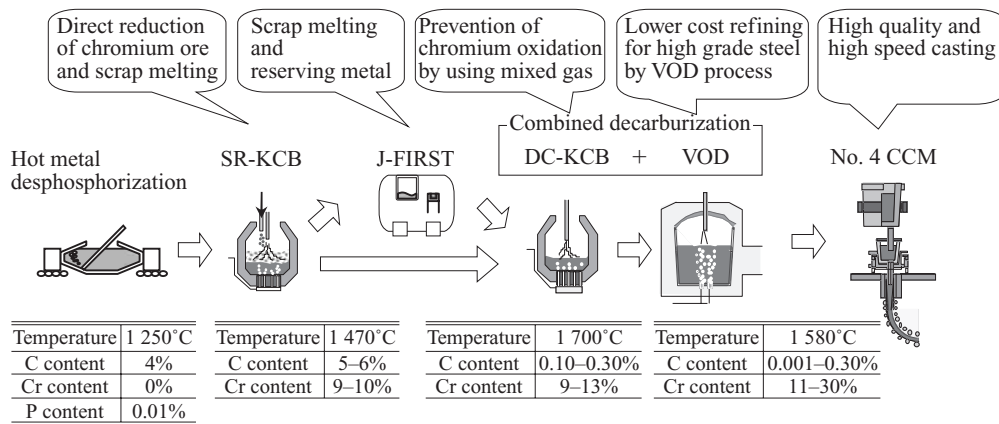 Direct reduction
of chromium ore
and scrap melting
Scrap melting
and
reserving metal
Prevention of
chromium oxidation
by using mixed gas
Lower cost refining
for high grade steel
by VOD process
High quality and
high speed casting
Combined decarburization
Hot metal
desphosphorization
SR-KCB
J-FIRST
DC-KCB + VOD
No. 4 CCM
Temperature 1 250˚C
C content 4%
Cr content 0%
P content 0.01%
Temperature 1 470˚C
C content 5–6%
Cr content 9–10%
Temperature 1 700˚C
C content 0.10–0.30%
Cr content 9–13%
Temperature 1 580˚C
C content 0.001–0.30%
Cr content 11–30%